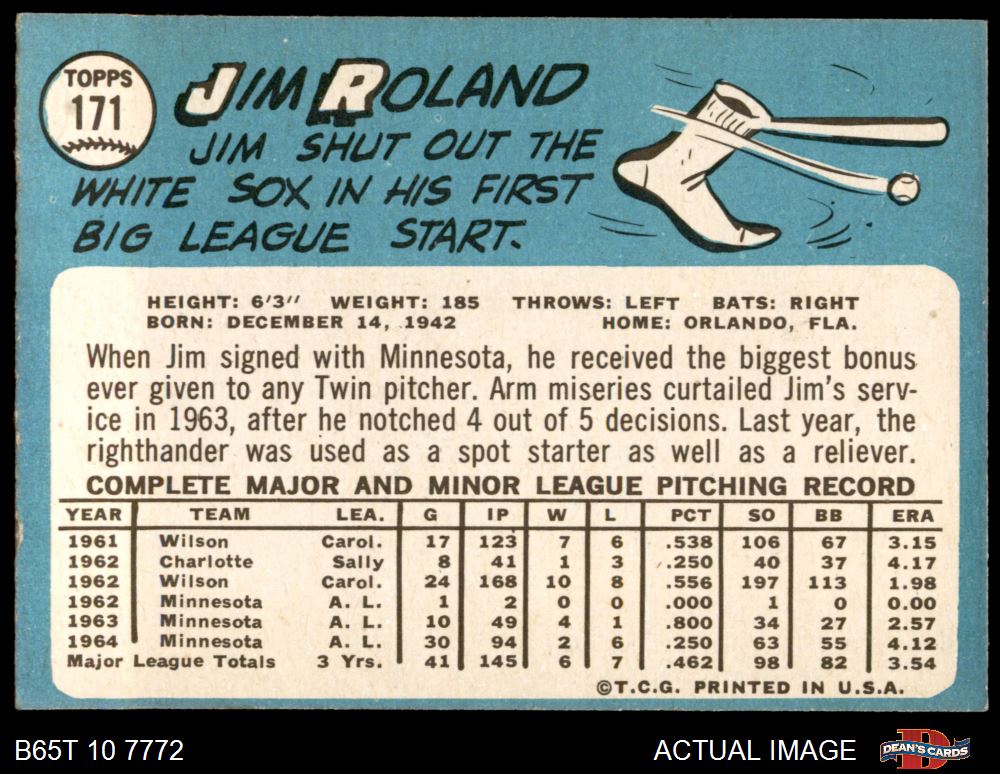 TOPPS
171
JIM ROLAND
JIM SHUT OUT THE
WHITE SOX IN HIS FIRST
BIG LEAGUE START.
HEIGHT: 6'3" WEIGHT: 185 THROWS: LEFT BATS: RIGHT
BORN: DECEMBER 14, 1942 HOME: ORLANDO, FLA.
When Jim signed with Minnesota, he received the biggest bonus
ever given to any Twin pitcher. Arm miseries curtailed Jim's serv-
ice in 1963, after he notched 4 out of 5 decisions. Last year, the
righthander was used as a spot starter as well as a reliever.
COMPLETE MAJOR AND MINOR LEAGUE PITCHING RECORD
YEAR TEAM LEA. G IP W L PCT SO BB ERA
1961 Wilson Carol. 17 123 7 6 .538 106 67 3.15
1962 Charlotte Sally 8 41 1 3 .250 40 37 4.17
1962 Wilson Carol. 24 168 10 8 .556 197 113 1.98
1962 Minnesota A. L. 1 2 0 0 .000 1 0 0.00
1963 Minnesota A. L. 10 49 4 1 .800 34 27 2.57
1964 Minnesota A. L. 30 94 2 6 .250 63 55 4.12
Major League Totals 3 Yrs. 41 145 6 7 .462 98 82 3.54
©T.C.G. PRINTED IN U.S.A.
B65T 10 7772 ACTUAL IMAGE DEAN'S CARDS